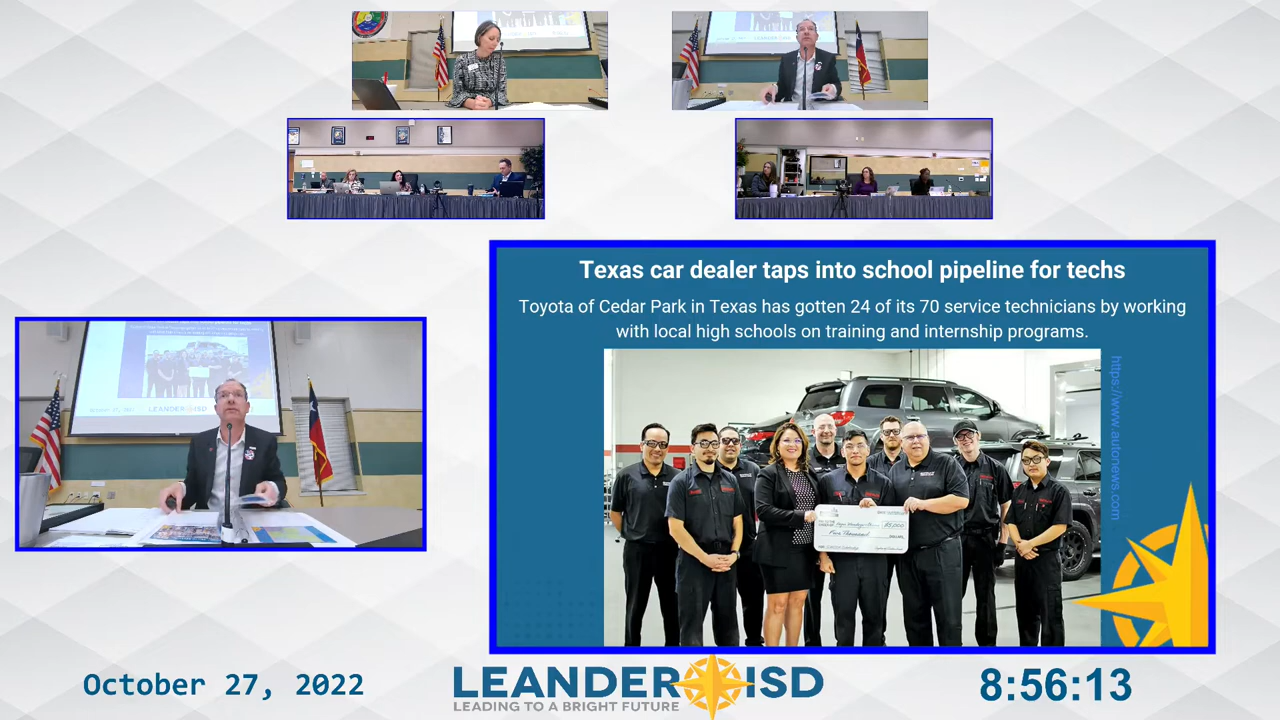 Texas car dealer taps into school pipeline for techs
Toyota of Cedar Park in Texas has gotten 24 of its 70 service technicians by working
with local high schools on training and internship programs.
https://www.autonews.com
LEANDER ISD
October 27, 2022
LEANDER ISD
LEADING TO A BRIGHT FUTURE
8:56:13